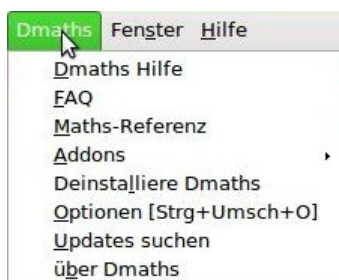 Dmaths Fenster Hilfe
Dmaths Hilfe
FAQ
Maths-Referenz
Addons
Deinstalliere Dmaths
Optionen [Strg+Umsch+O]
Updates suchen
über Dmaths